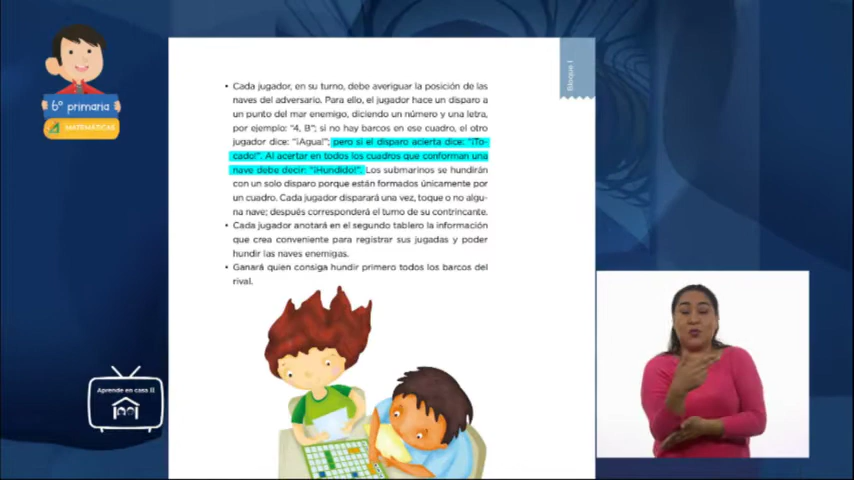 6º primaria
MATEMÁTICAS
Bloque I
• Cada jugador, en su turno, debe averiguar la posición de las
naves del adversario. Para ello, el jugador hace un disparo a
un punto del mar enemigo, diciendo un número y una letra,
por ejemplo: "4, B"; si no hay barcos en ese cuadro, el otro
jugador dice: "¡Agua!"; pero si el disparo acierta dice: "¡To-
cado!". Al acertar en todos los cuadros que conforman una
nave debe decir: "¡Hundido!". Los submarinos se hundirán
con un solo disparo porque están formados únicamente por
un cuadro. Cada jugador disparará una vez, toque o no algu-
na nave; después corresponderá el turno de su contrincante.
• Cada jugador anotará en el segundo tablero la información
que crea conveniente para registrar sus jugadas y poder
hundir las naves enemigas.
• Ganará quien consiga hundir primero todos los barcos del
rival.
Aprende en casa II